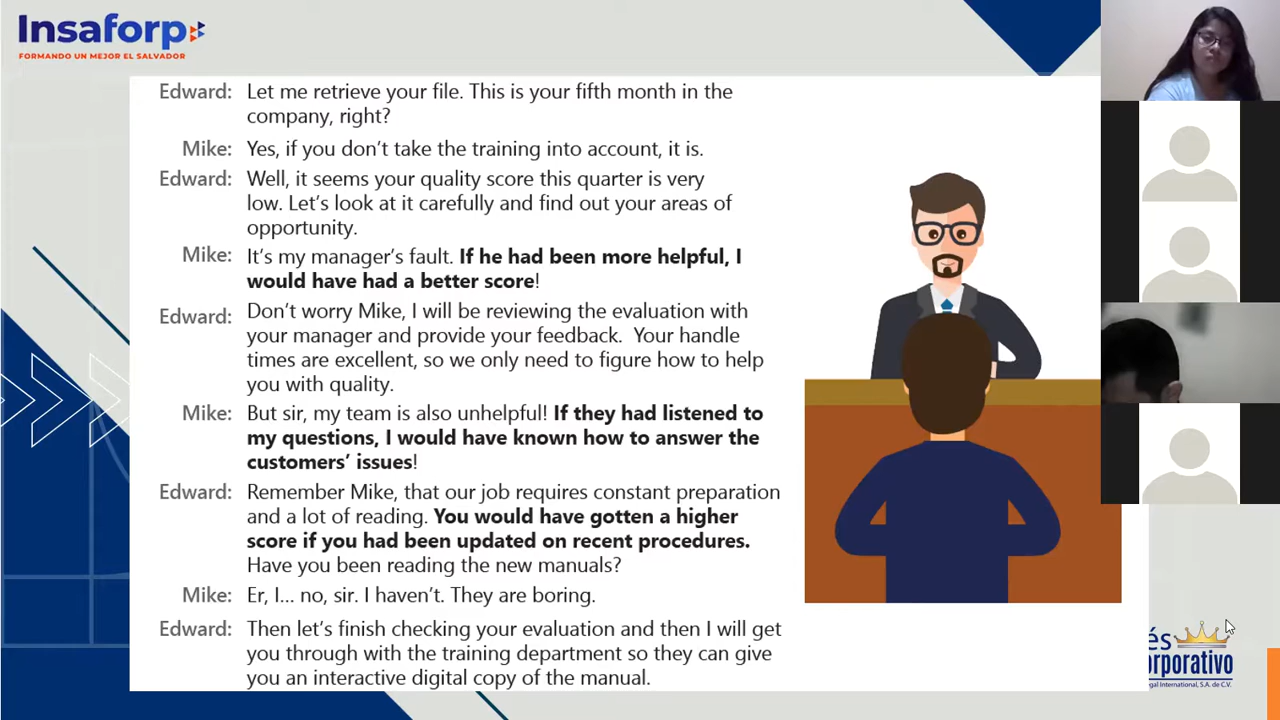 Insaforp
FORMANDO UN MEJOR EL SALVADOR
Edward: Let me retrieve your file. This is your fifth month in the
company, right?
Mike: Yes, if you don't take the training into account, it is.
Edward: Well, it seems your quality score this quarter is very
low. Let's look at it carefully and find out your areas of
opportunity.
Mike: It's my manager's fault. If he had been more helpful, I
would have had a better score!
Edward: Don't worry Mike, I will be reviewing the evaluation with
your manager and provide your feedback. Your handle
times are excellent, so we only need to figure how to help
you with quality.
Mike: But sir, my team is also unhelpful! If they had listened to
my questions, I would have known how to answer the
customers' issues!
Edward: Remember Mike, that our job requires constant preparation
and a lot of reading. You would have gotten a higher
score if you had been updated on recent procedures.
Have you been reading the new manuals?
Mike: Er, I... no, sir. I haven't. They are boring.
Edward: Then let's finish checking your evaluation and then I will get
you through with the training department so they can give
you an interactive digital copy of the manual.
és
orporativo
egal International, S.A. de C.V.